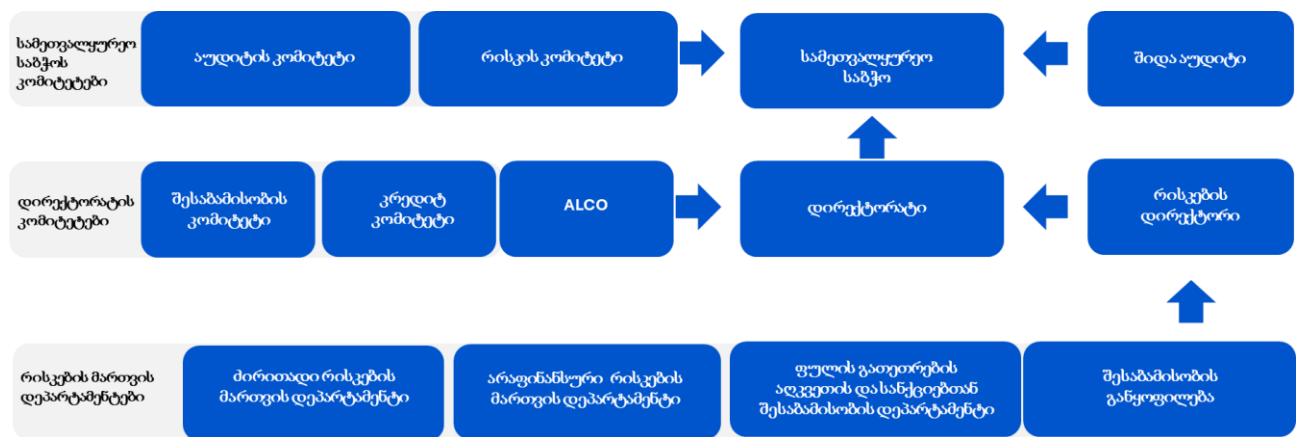 სამეთვალყურეო
საბჭოს
კომიტეტები
აუდიტის კომიტეტი
რისკის კომიტეტი
სამეთვალყურეო
საბჭო
შიდა აუდიტი
დირექტორატის
კომიტეტები
შესაბამისობის
კომიტეტი
კრედიტ
კომიტეტი
ALCO
დირექტორატი
რისკების
დირექტორი
რისკების მართვის
დეპარტამენტები
ძირითადი რისკების
მართვის დეპარტამენტი
არაფინანსური რისკების
მართვის დეპარტამენტი
ფულის გათეთრების
აღკვეთის და სანქციებთან
შესაბამისობის დეპარტამენტი
შესაბამისობის
განყოფილება